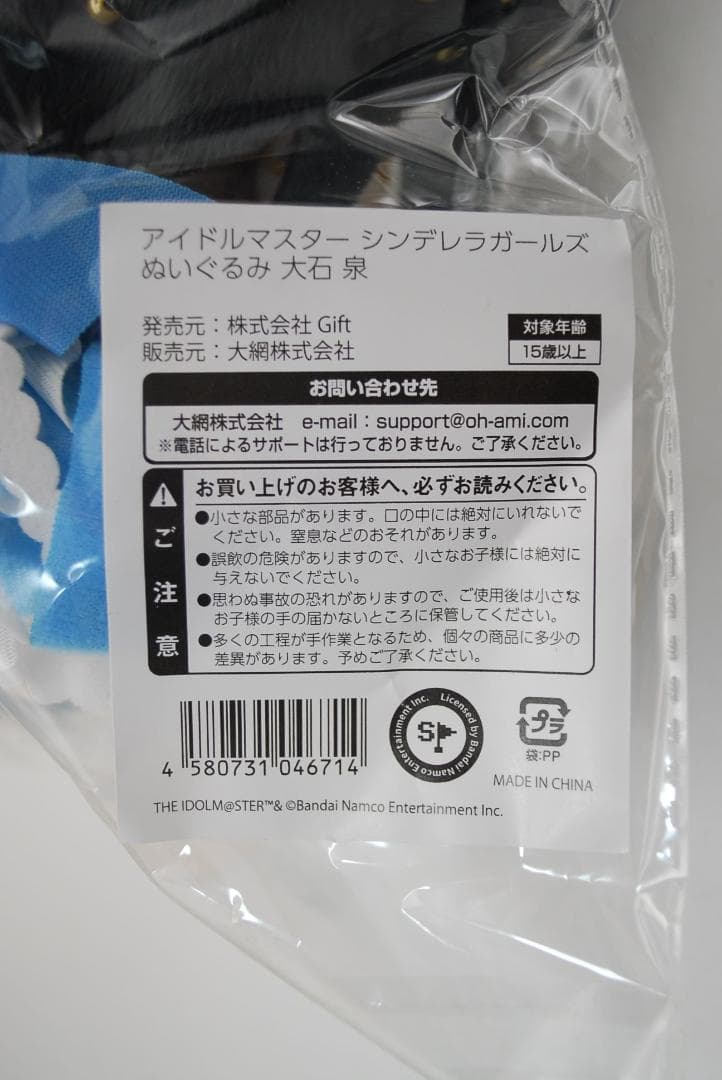 アイドルマスター シンデレラガールズ
ぬいぐるみ 大石 泉
発売元：株式会社 Gift
販売元：大網株式会社
対象年齢
15歳以上
お問い合わせ先
大網株式会社 e-mail：support@oh-ami.com
※電話によるサポートは行っておりません。ご了承ください。
ご注意
お買い上げのお客様へ、必ずお読みください。
●小さな部品があります。口の中には絶対にいれないで
ください。窒息などのおそれがあります。
●誤飲の危険がありますので、小さなお子様には絶対に
与えないでください。
●思わぬ事故の恐れがありますので、ご使用後は小さな
お子様の手の届かないところに保管してください。
●多くの工程が手作業となるため、個々の商品に多少の
差異があります。予めご了承ください。
4 580731 046714
Licensed by Bandai Namco Entertainment Inc.
S
プラ
袋:PP
MADE IN CHINA
THE IDOLM@STER™& ©Bandai Namco Entertainment Inc.